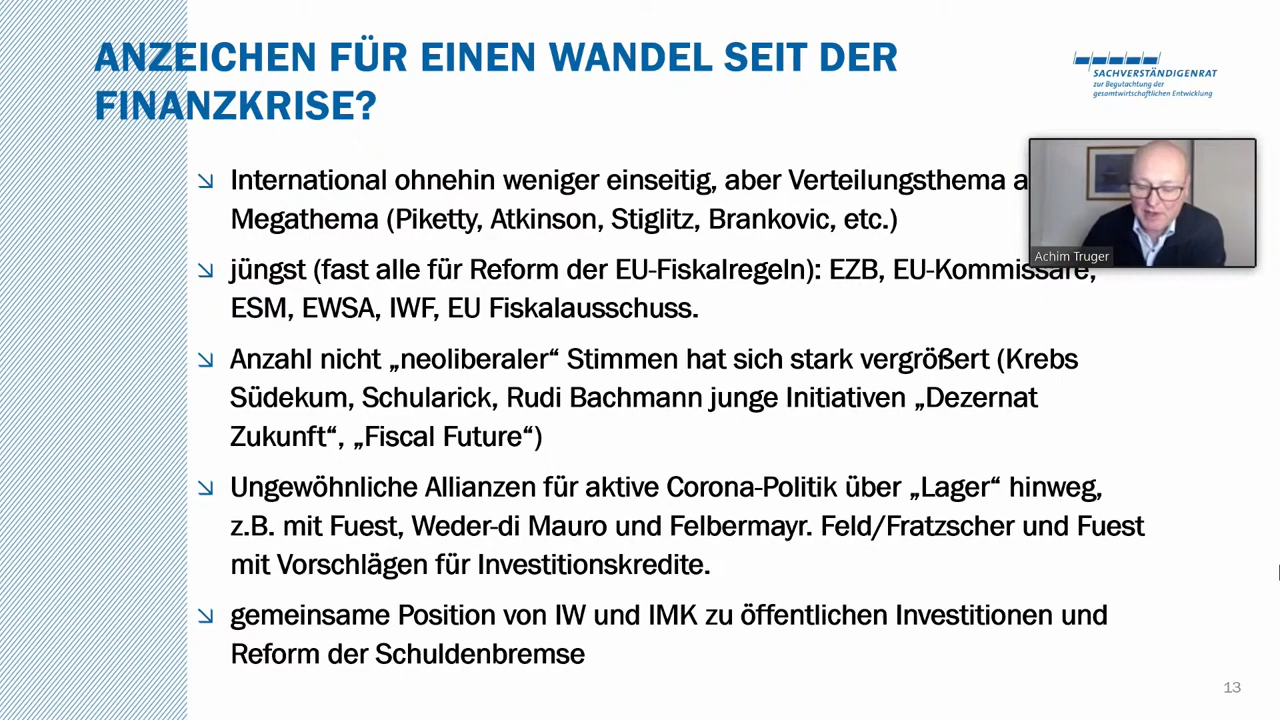 ANZEICHEN FÜR EINEN WANDEL SEIT DER
FINANZKRISE?
SACHVERSTÄNDIGENRAT
zur Begutachtung der
gesamtwirtschaftlichen Entwicklung
International ohnehin weniger einseitig, aber Verteilungsthema
Megathema (Piketty, Atkinson, Stiglitz, Brankovic, etc.)
Achim Truger
jüngst (fast alle für Reform der EU-Fiskalregeln): EZB, EU-Kommissare,
ESM, EWSA, IWF, EU Fiskalausschuss.
Anzahl nicht „neoliberaler“ Stimmen hat sich stark vergrößert (Krebs
Südekum, Schularick, Rudi Bachmann junge Initiativen „Dezernat
Zukunft“, „Fiscal Future“)
Ungewöhnliche Allianzen für aktive Corona-Politik über „Lager“ hinweg,
z.B. mit Fuest, Weder-di Mauro und Felbermayr. Feld/Fratzscher und Fuest
mit Vorschlägen für Investitionskredite.
gemeinsame Position von IW und IMK zu öffentlichen Investitionen und
Reform der Schuldenbremse
13